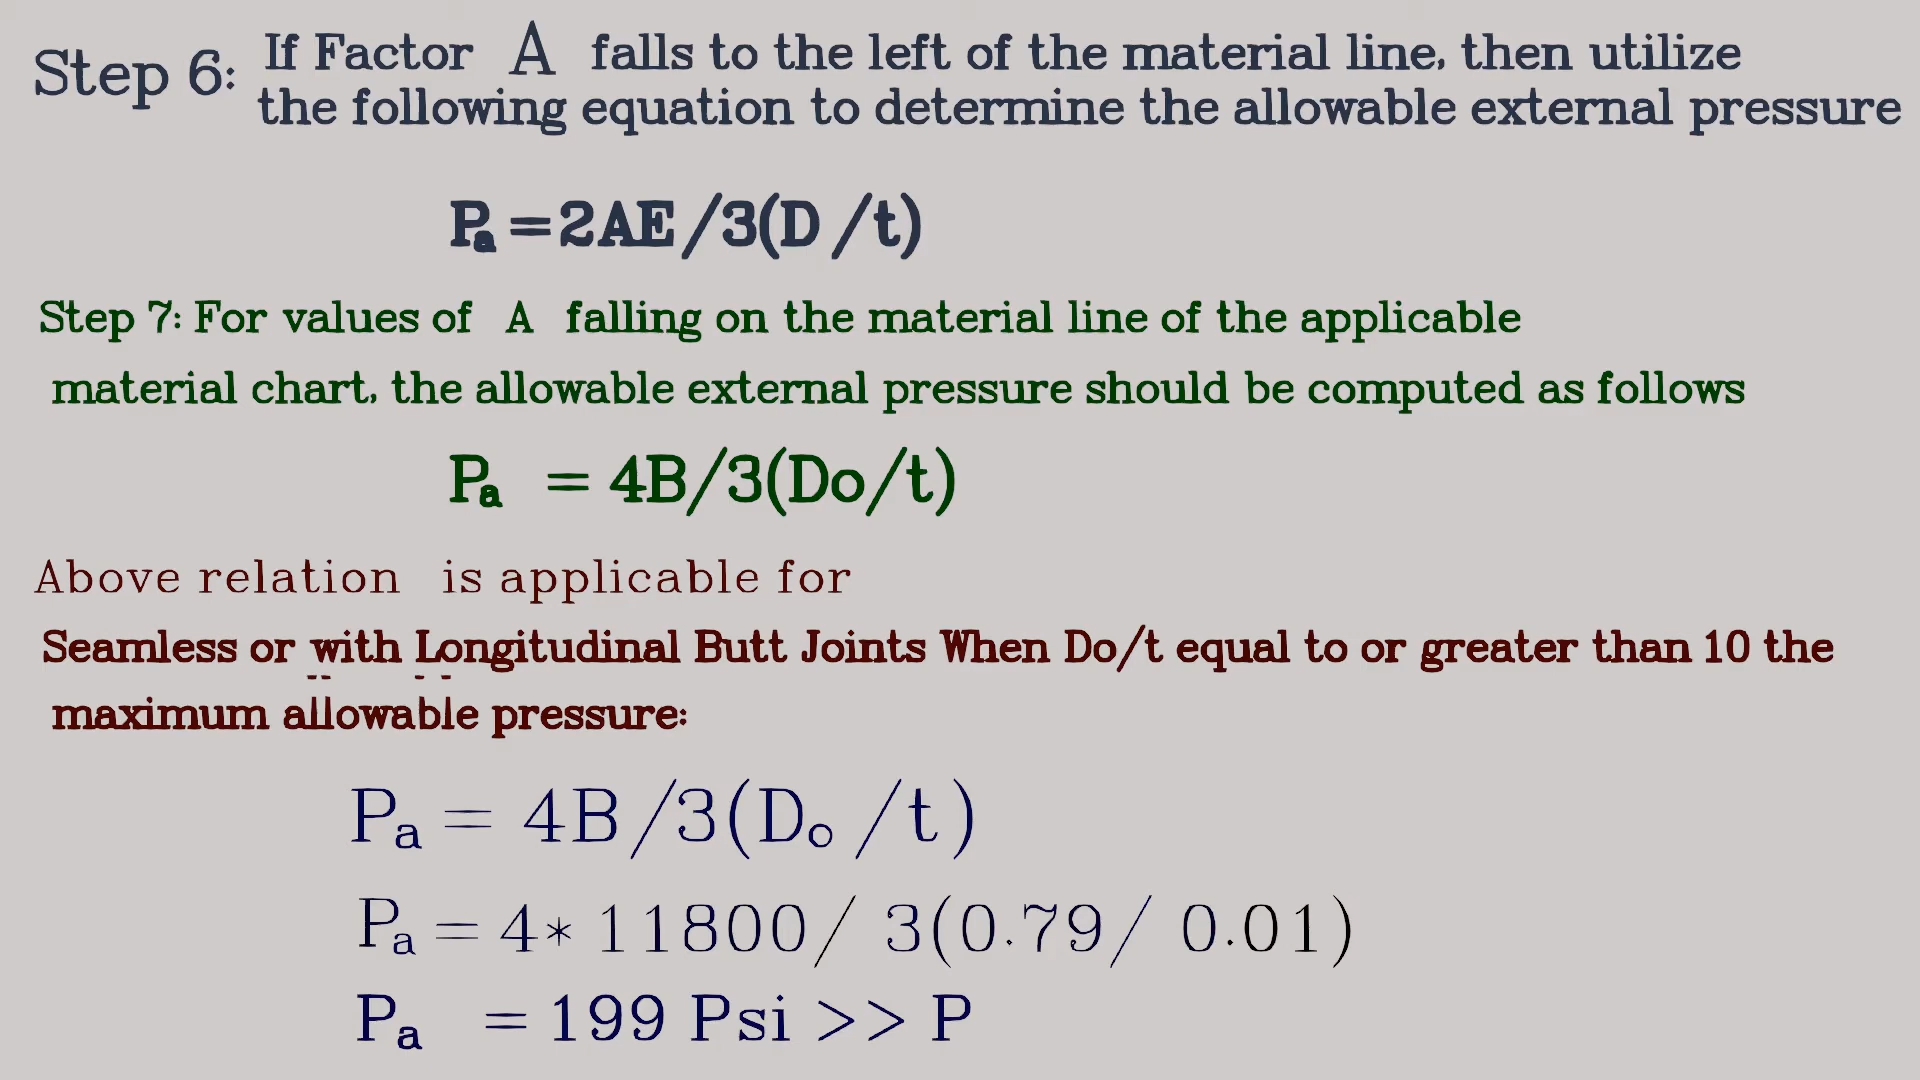 Step 6: If Factor A falls to the left of the material line, then utilize
the following equation to determine the allowable external pressure
Pa =2AE/3(D /t)
Step 7: For values of A falling on the material line of the applicable
material chart, the allowable external pressure should be computed as follows
Pa = 4B/3(Do/t)
Above relation is applicable for
Seamless or with Longitudinal Butt Joints When Do/t equal to or greater than 10 the
maximum allowable pressure:
Pa = 4B/3(Do /t)
Pa = 4* 11800/ 3(0.79/ 0.01)
Pa = 199 Psi >> P